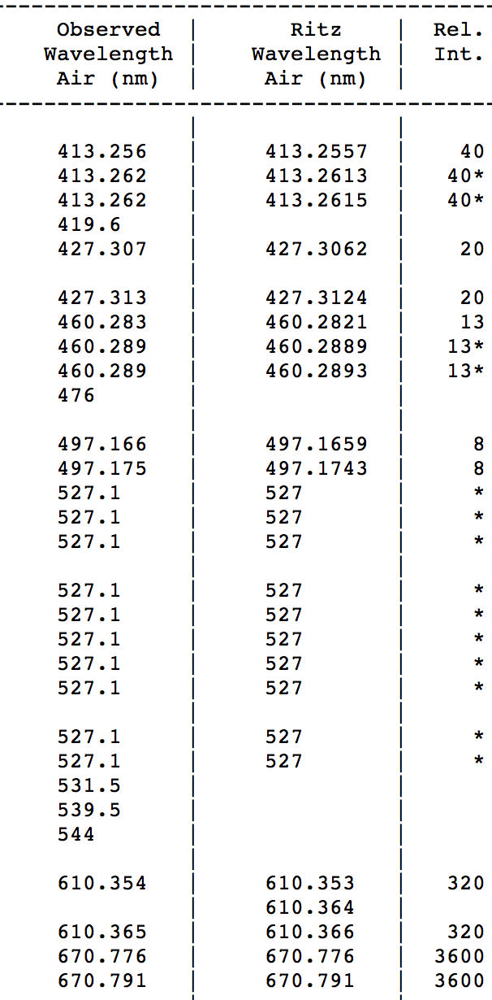 --------------------------------------
Observed | Ritz | Rel.
Wavelength | Wavelength | Int.
Air (nm) | Air (nm) |
--------------------------------------
| |
413.256 | 413.2557 | 40
413.262 | 413.2613 | 40*
413.262 | 413.2615 | 40*
419.6 | |
427.307 | 427.3062 | 20
| |
427.313 | 427.3124 | 20
460.283 | 460.2821 | 13
460.289 | 460.2889 | 13*
460.289 | 460.2893 | 13*
476 | |
| |
497.166 | 497.1659 | 8
497.175 | 497.1743 | 8
527.1 | 527 | *
527.1 | 527 | *
527.1 | 527 | *
| |
527.1 | 527 | *
527.1 | 527 | *
527.1 | 527 | *
527.1 | 527 | *
527.1 | 527 | *
| |
527.1 | 527 | *
527.1 | 527 | *
531.5 | |
539.5 | |
544 | |
| |
610.354 | 610.353 | 320
| 610.364 |
610.365 | 610.366 | 320
670.776 | 670.776 | 3600
670.791 | 670.791 | 3600